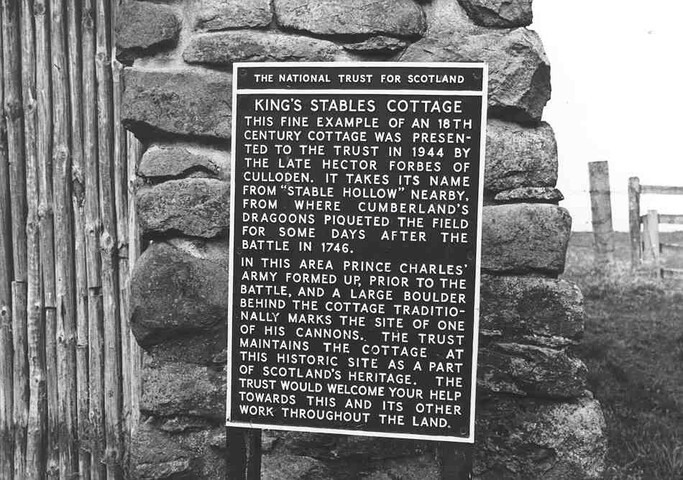 THE NATIONAL TRUST FOR SCOTLAND
KING'S STABLES COTTAGE
THIS FINE EXAMPLE OF AN 18TH
CENTURY COTTAGE WAS PRESEN-
TED TO THE TRUST IN 1944 BY
THE LATE HECTOR FORBES OF
CULLODEN. IT TAKES ITS NAME
FROM "STABLE HOLLOW" NEARBY,
FROM WHERE CUMBERLAND'S
DRAGOONS PIQUETED THE FIELD
FOR SOME DAYS AFTER THE
BATTLE IN 1746.
IN THIS AREA PRINCE CHARLES'
ARMY FORMED UP, PRIOR TO THE
BATTLE, AND A LARGE BOULDER
BEHIND THE COTTAGE TRADITIO-
NALLY MARKS THE SITE OF ONE
OF HIS CANNONS. THE TRUST
MAINTAINS THE COTTAGE AT
THIS HISTORIC SITE AS A PART
OF SCOTLAND'S HERITAGE. THE
TRUST WOULD WELCOME YOUR HELP
TOWARDS THIS AND ITS OTHER
WORK THROUGHOUT THE LAND.